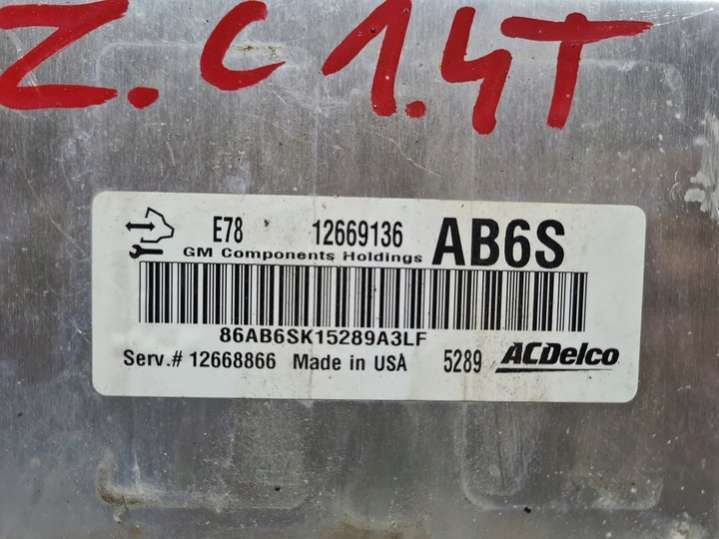 Z.C 1.4T
E78 12669136 AB6S
GM Components Holdings
86AB6SK15289A3LF
Serv.# 12668866 Made in USA 5289 ACDelco